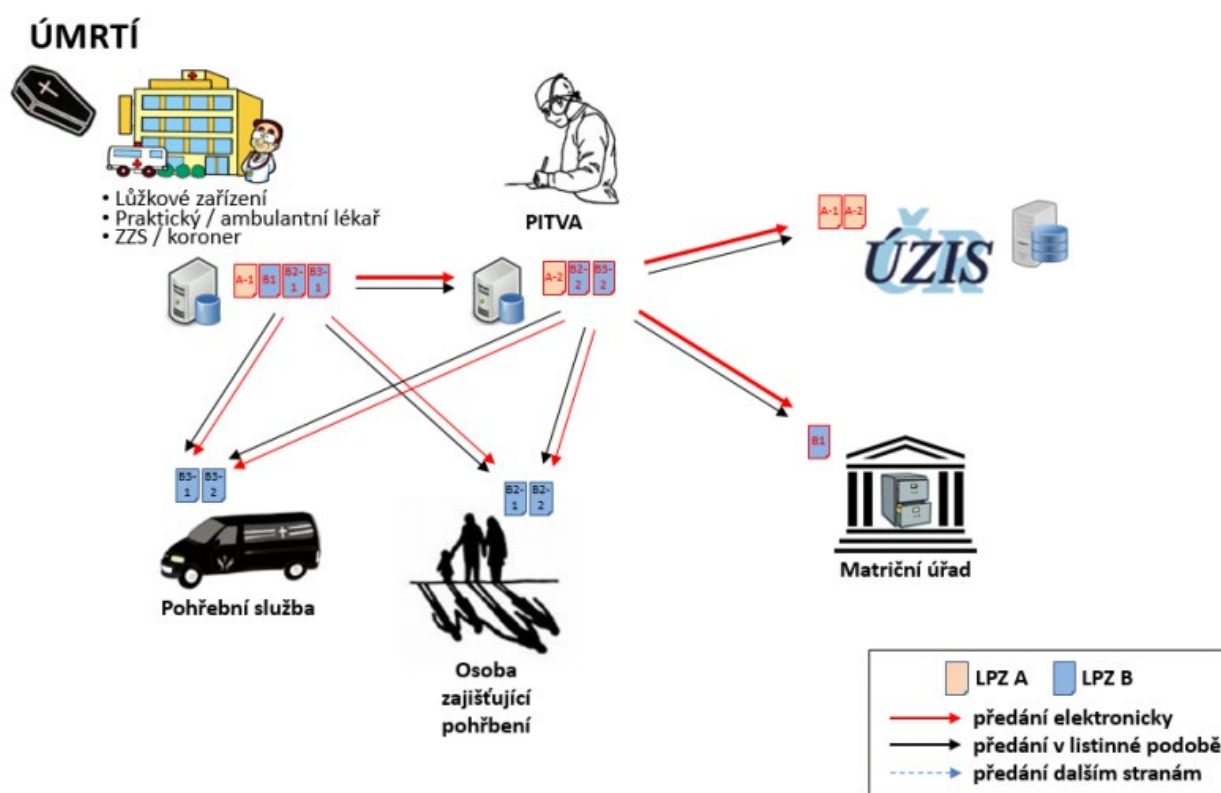 ÚMRTÍ
• Lůžkové zařízení
• Praktický / ambulantní lékař
• ZZS / koroner
PITVA
A-1 A-2
ÚZIS
ČR
A-1 B1 B2-1 B3-1
A-2 B2-2 B3-2
B1
B3-1 B3-2
B2-1 B2-2
Matriční úřad
Pohřební služba
Osoba
zajišťující
pohřbení
LPZ A LPZ B
předání elektronicky
předání v listinné podobě
předání dalším stranám